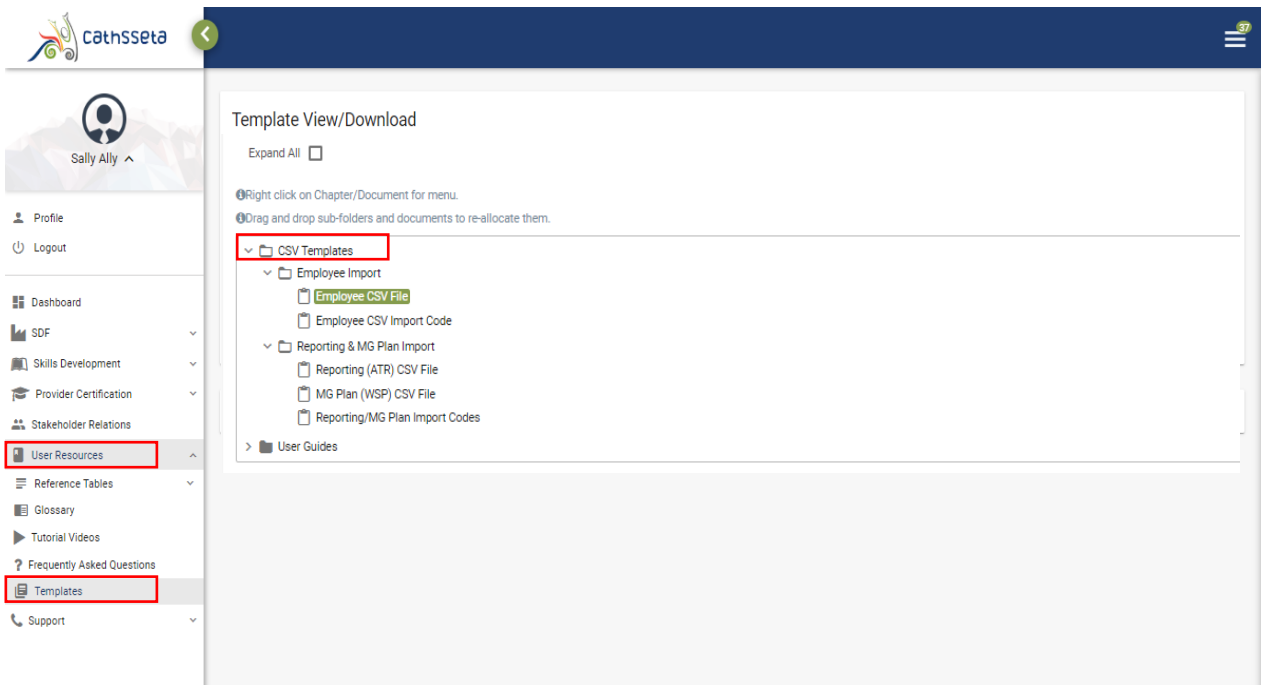 cathsseta
37
Sally Ally
Profile
Logout
Dashboard
SDF
Skills Development
Provider Certification
Stakeholder Relations
User Resources
Reference Tables
Glossary
Tutorial Videos
? Frequently Asked Questions
Templates
Support
Template View/Download
Expand All
Right click on Chapter/Document for menu.
Drag and drop sub-folders and documents to re-allocate them.
CSV Templates
Employee Import
Employee CSV File
Employee CSV Import Code
Reporting & MG Plan Import
Reporting (ATR) CSV File
MG Plan (WSP) CSV File
Reporting/MG Plan Import Codes
User Guides